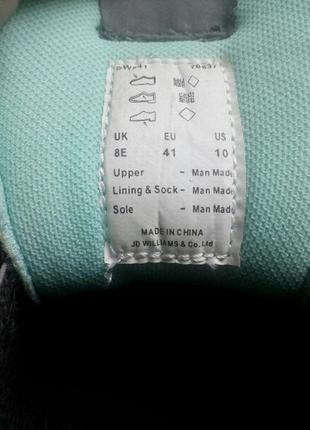 UK EU US
8E 41 10
Upper - Man Made
Lining & Sock - Man Made
Sole - Man Made
MADE IN CHINA
JD WILLIAMS & Co. Ltd